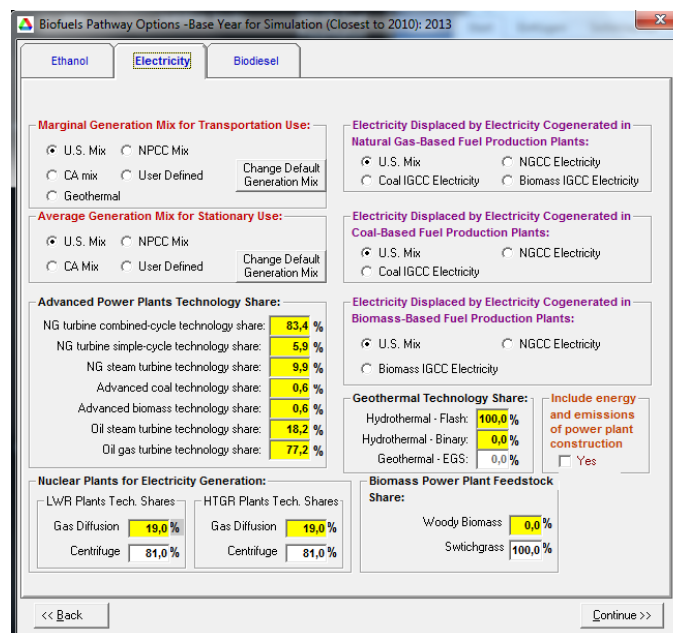 Biofuels Pathway Options -Base Year for Simulation (Closest to 2010): 2013
Ethanol Electricity Biodiesel
Marginal Generation Mix for Transportation Use:
U.S. Mix NPCC Mix
CA mix User Defined
Geothermal
Change Default
Generation Mix
Average Generation Mix for Stationary Use:
U.S. Mix NPCC Mix
CA Mix User Defined
Change Default
Generation Mix
Advanced Power Plants Technology Share:
NG turbine combined-cycle technology share: 83,4 %
NG turbine simple-cycle technology share: 5,9 %
NG steam turbine technology share: 9,9 %
Advanced coal technology share: 0,6 %
Advanced biomass technology share: 0,6 %
Oil steam turbine technology share: 18,2 %
Oil gas turbine technology share: 77,2 %
Electricity Displaced by Electricity Cogenerated in
Natural Gas-Based Fuel Production Plants:
U.S. Mix NGCC Electricity
Coal IGCC Electricity Biomass IGCC Electricity
Electricity Displaced by Electricity Cogenerated in
Coal-Based Fuel Production Plants:
U.S. Mix NGCC Electricity
Coal IGCC Electricity
Electricity Displaced by Electricity Cogenerated in
Biomass-Based Fuel Production Plants:
U.S. Mix NGCC Electricity
Biomass IGCC Electricity
Geothermal Technology Share:
Hydrothermal - Flash: 100,0 %
Hydrothermal - Binary: 0,0 %
Geothermal - EGS: 0,0 %
Include energy
and emissions
of power plant
construction
Yes
Nuclear Plants for Electricity Generation:
LWR Plants Tech. Shares
Gas Diffusion 19,0 %
Centrifuge 81,0 %
HTGR Plants Tech. Shares
Gas Diffusion 19,0 %
Centrifuge 81,0 %
Biomass Power Plant Feedstock
Share:
Woody Biomass 0,0 %
Swtichgrass 100,0 %
<< Back
Continue >>